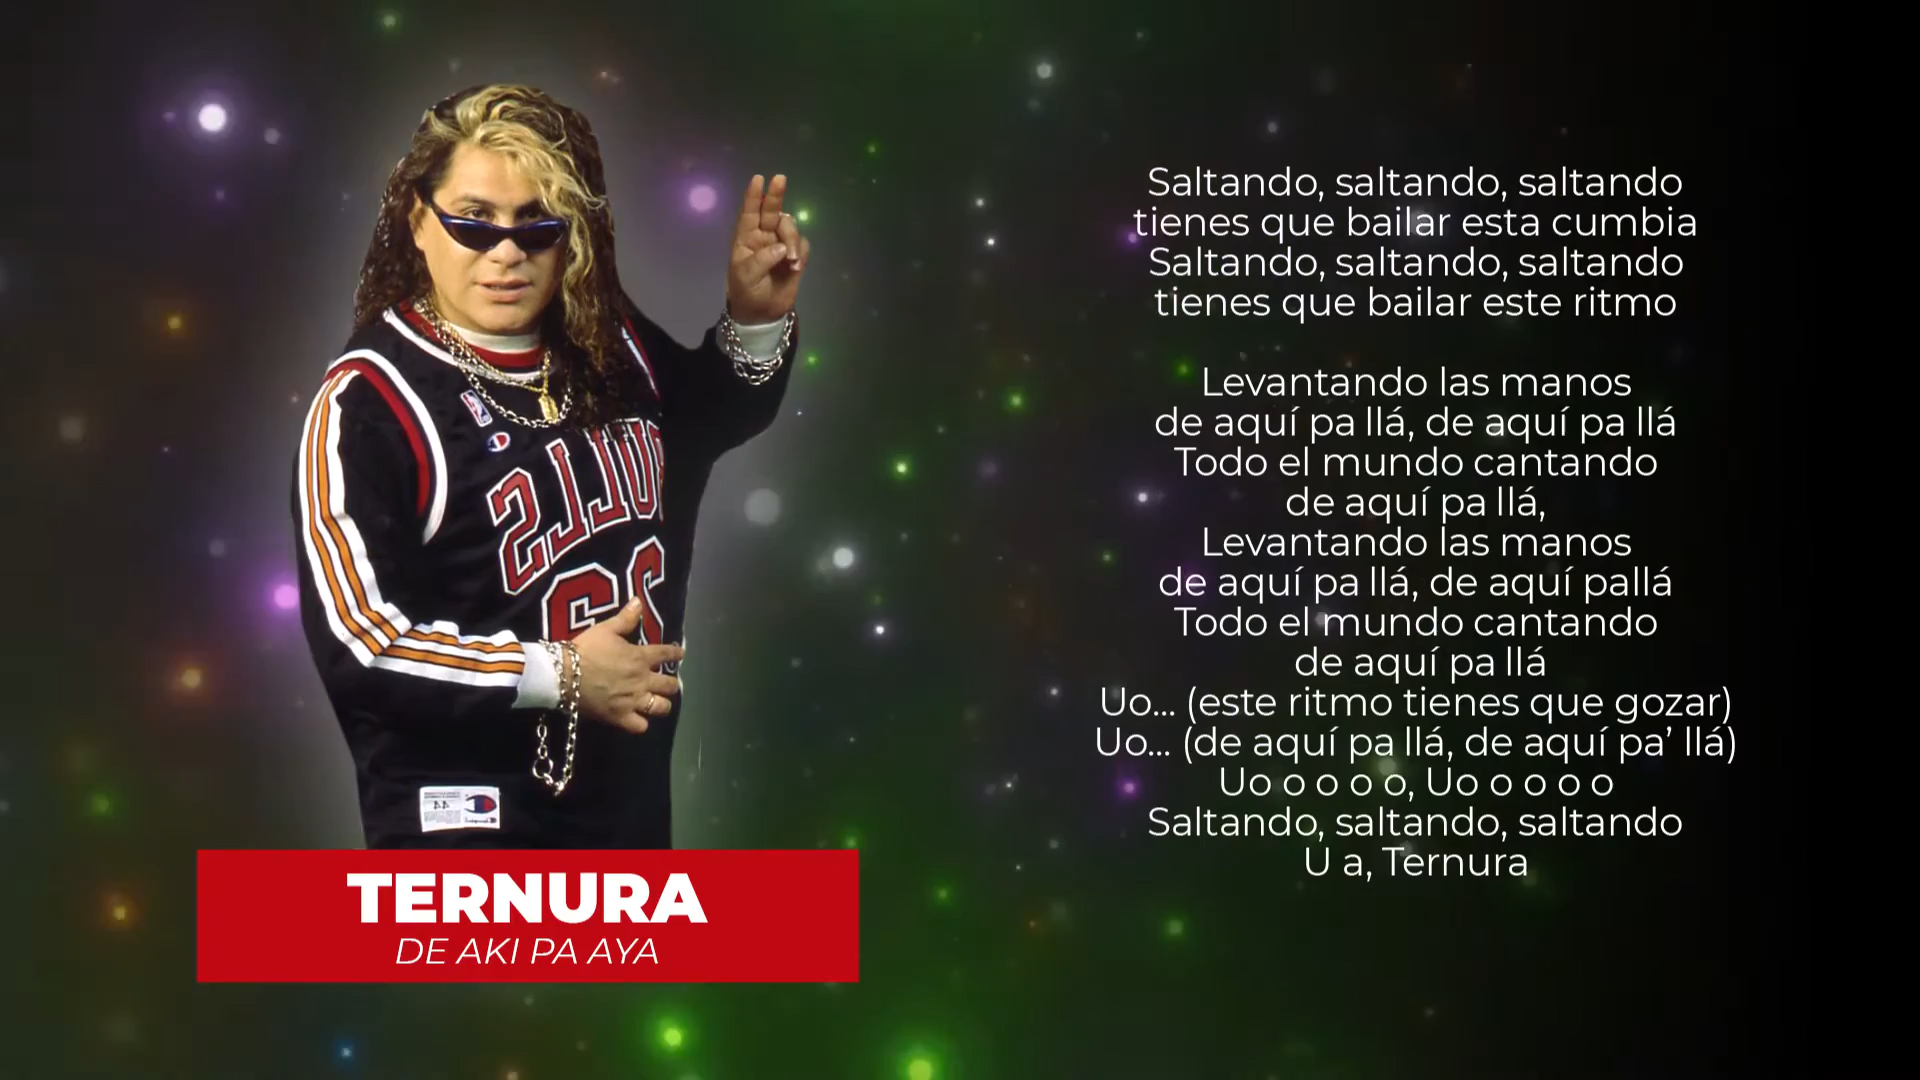 Saltando, saltando, saltando
tienes que bailar esta cumbia
Saltando, saltando, saltando
tienes que bailar este ritmo
Levantando las manos
de aquí pa llá, de aquí pa llá
Todo el mundo cantando
de aquí pa llá,
Levantando las manos
de aquí pa llá, de aquí pallá
Todo el mundo cantando
de aquí pa llá
Uo... (este ritmo tienes que gozar)
Uo... (de aquí pa llá, de aquí pa’ llá)
Uo o o o o, Uo o o o o
Saltando, saltando, saltando
U a, Ternura
BULLS
44
TERNURA
DE AKI PA AYA